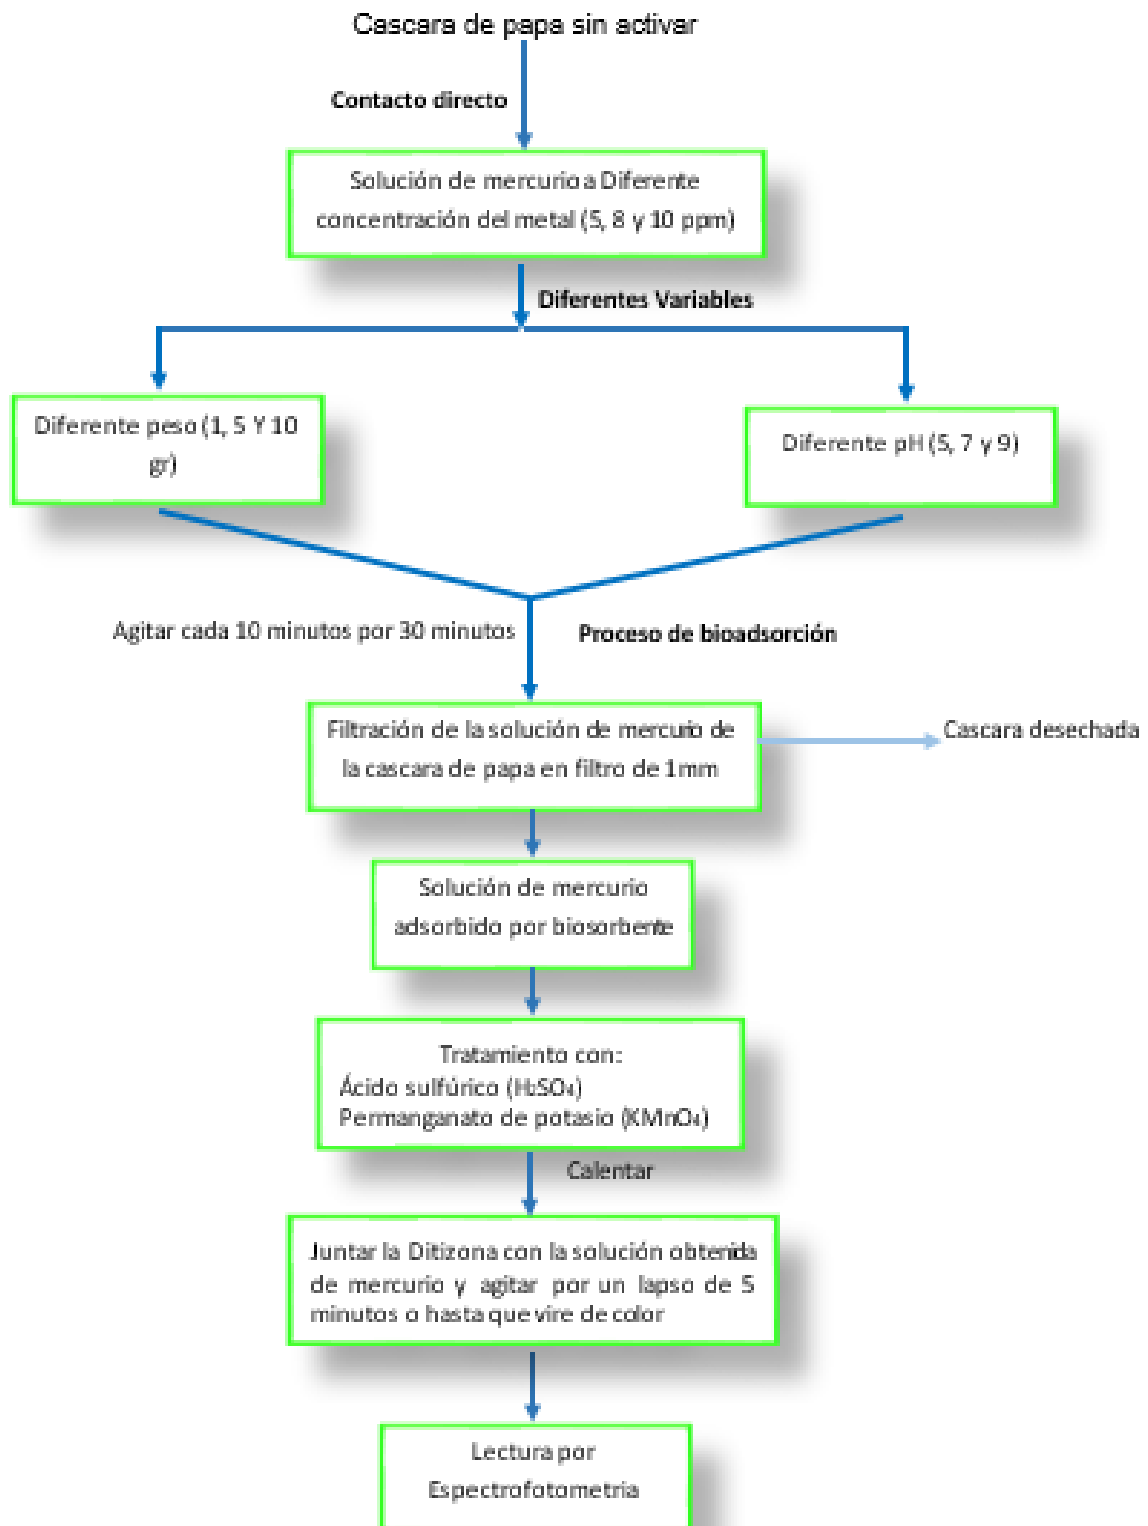 Cascara de papa sin activar
Contacto directo
Solución de mercurio a Diferente
concentración del metal (5, 8 y 10 ppm)
Diferentes Variables
Diferente peso (1, 5 Y 10
gr)
Diferente pH (5, 7 y 9)
Agitar cada 10 minutos por 30 minutos
Proceso de bioadsorción
Filtración de la solución de mercurio de
la cascara de papa en filtro de 1mm
Cascara desechada
Solución de mercurio
adsorbido por biosorbente
Tratamiento con:
Ácido sulfúrico (H₂SO₄)
Permanganato de potasio (KMnO₄)
Calentar
Juntar la Ditizona con la solución obtenida
de mercurio y agitar por un lapso de 5
minutos o hasta que vire de color
Lectura por
Espectrofotometria